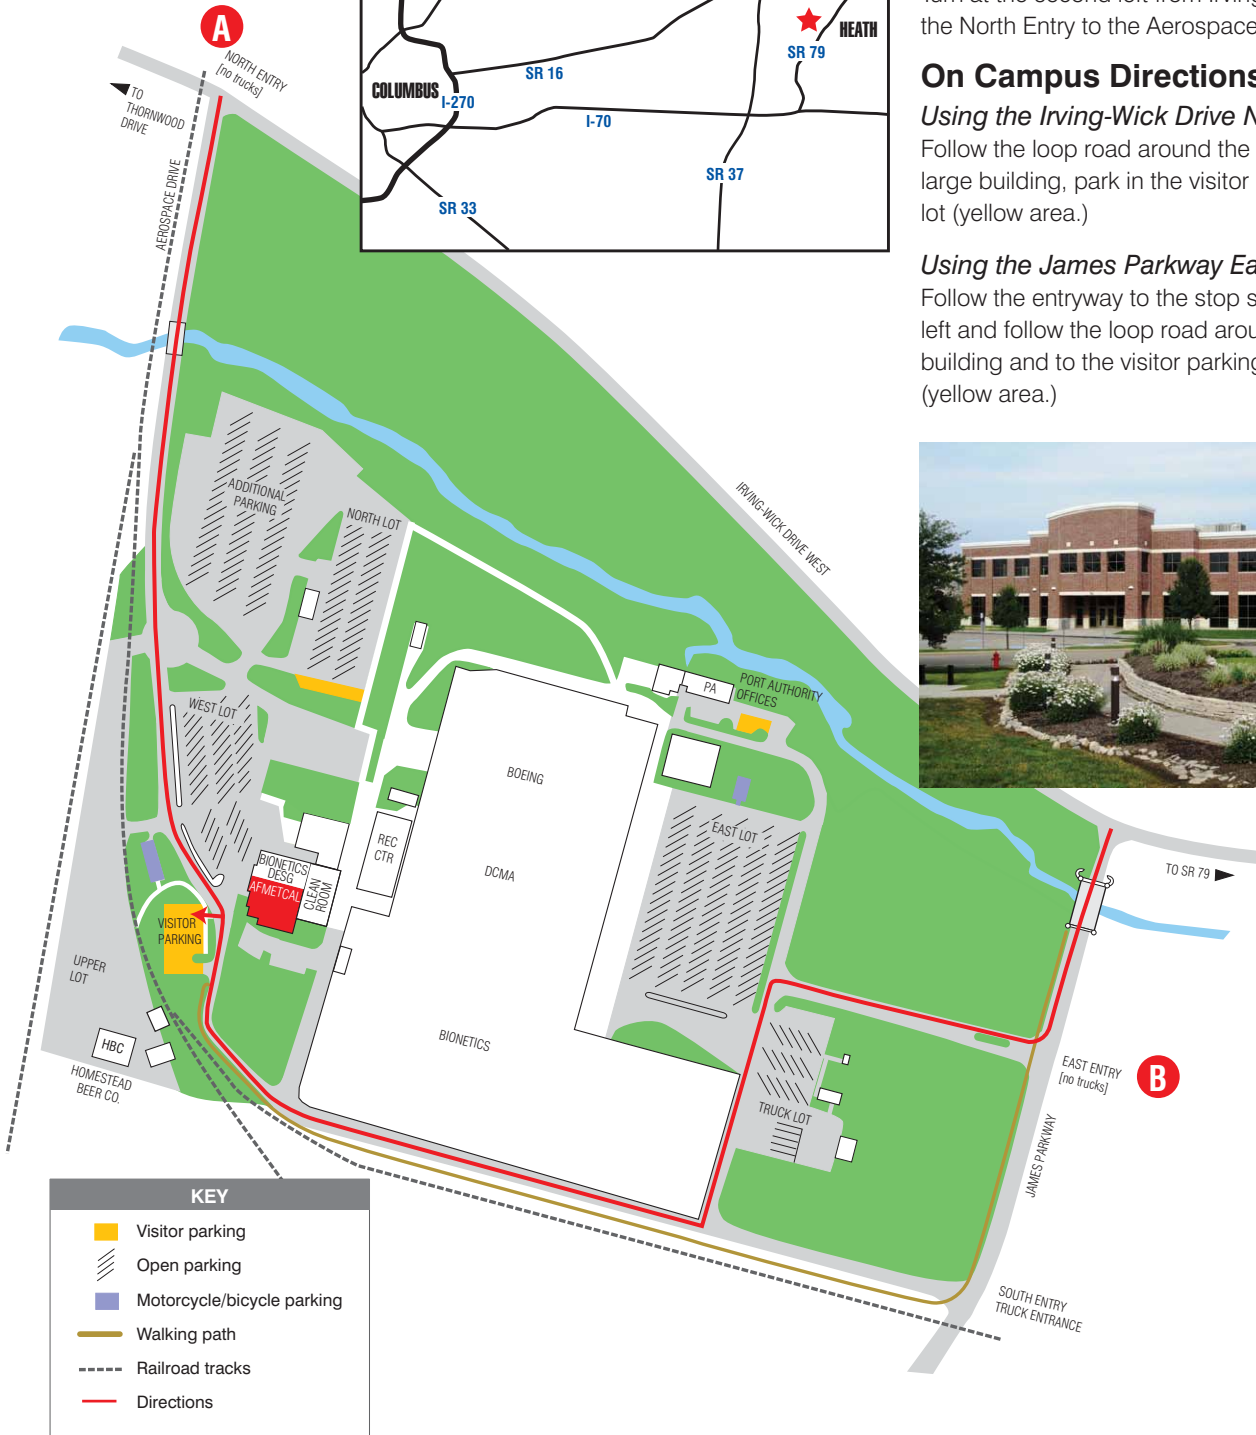 Turn at the second left from Irving-
the North Entry to the Aerospace
On Campus Directions
Using the Irving-Wick Drive N
Follow the loop road around the
large building, park in the visitor
lot (yellow area.)
Using the James Parkway Ea
Follow the entryway to the stop s
left and follow the loop road arou
building and to the visitor parking
(yellow area.)
HEATH
SR 79
SR 16
COLUMBUS
I-270
I-70
SR 37
SR 33
A
NORTH ENTRY
[no trucks]
TO
THORNWOOD
DRIVE
AEROSPACE DRIVE
IRVING-WICK DRIVE WEST
ADDITIONAL
PARKING
NORTH LOT
WEST LOT
PA
PORT AUTHORITY
OFFICES
BOEING
EAST LOT
REC
CTR
DCMA
BIONETICS
DESG
AFMETCAL
CLEAN
ROOM
TO SR 79
VISITOR
PARKING
UPPER
LOT
HBC
HOMESTEAD
BEER CO.
BIONETICS
EAST ENTRY
[no trucks]
B
TRUCK LOT
JAMES PARKWAY
SOUTH ENTRY
TRUCK ENTRANCE
KEY
Visitor parking
Open parking
Motorcycle/bicycle parking
Walking path
Railroad tracks
Directions